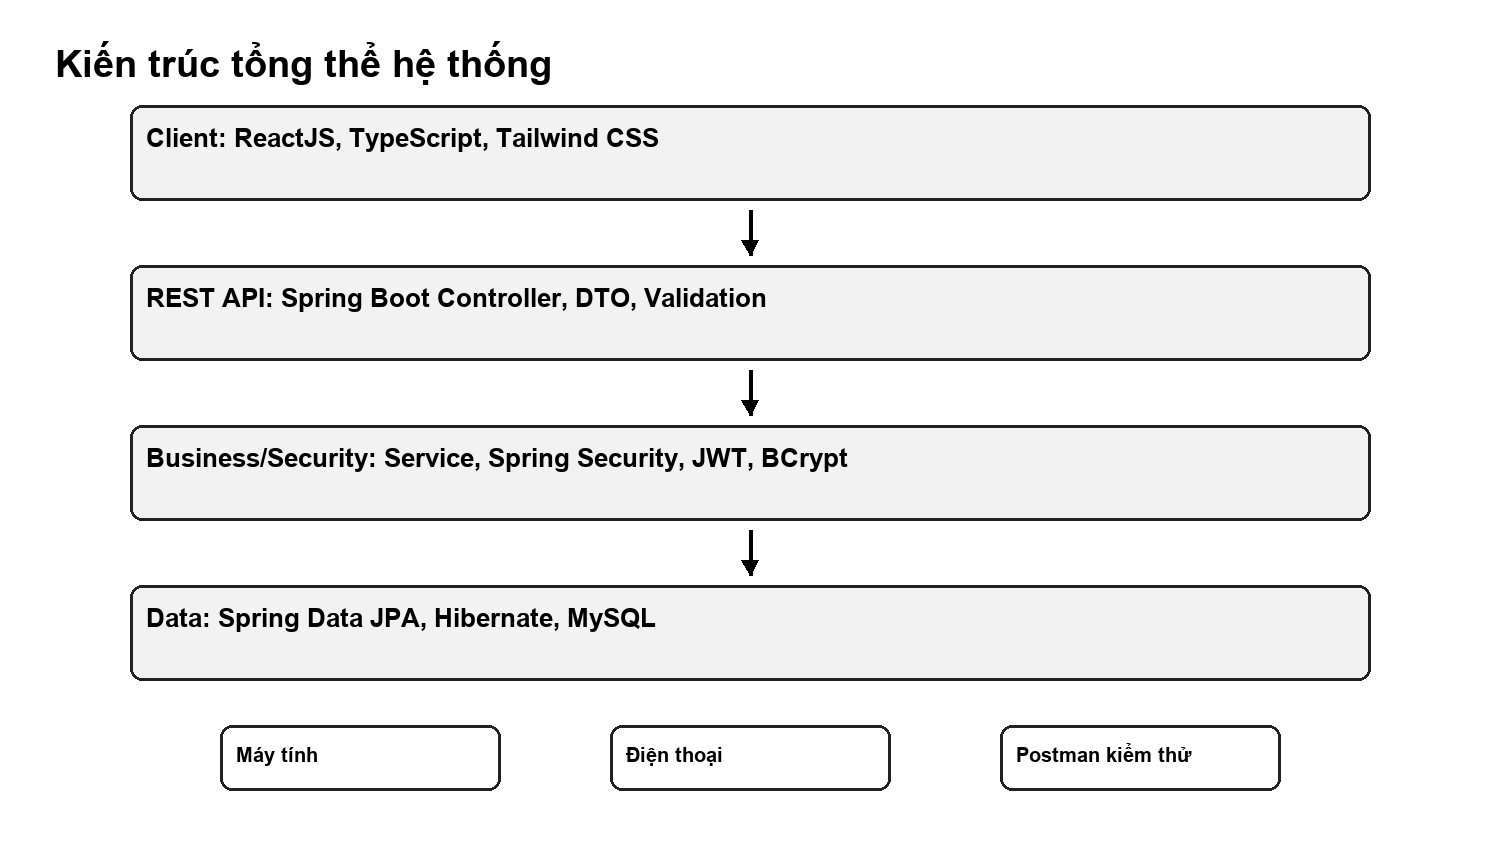 Kiến trúc tổng thể hệ thống
Client: ReactJS, TypeScript, Tailwind CSS
REST API: Spring Boot Controller, DTO, Validation
Business/Security: Service, Spring Security, JWT, BCrypt
Data: Spring Data JPA, Hibernate, MySQL
Máy tính
Điện thoại
Postman kiểm thử